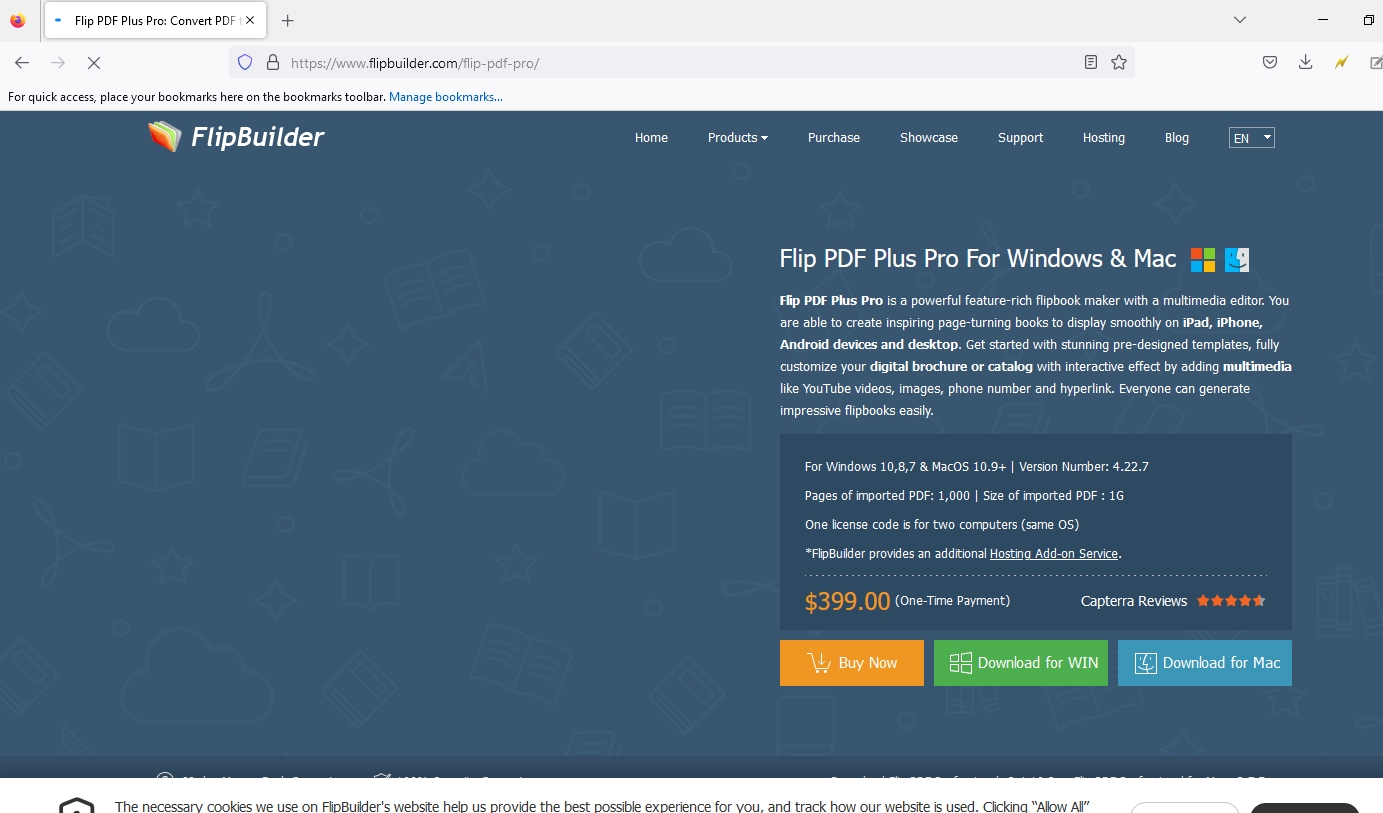 Flip PDF Plus Pro: Convert PDF
https://www.flipbuilder.com/flip-pdf-pro/
For quick access, place your bookmarks here on the bookmarks toolbar. Manage bookmarks...
FlipBuilder
Home Products Purchase Showcase Support Hosting Blog EN
Flip PDF Plus Pro For Windows & Mac
Flip PDF Plus Pro is a powerful feature-rich flipbook maker with a multimedia editor. You
are able to create inspiring page-turning books to display smoothly on iPad, iPhone,
Android devices and desktop. Get started with stunning pre-designed templates, fully
customize your digital brochure or catalog with interactive effect by adding multimedia
like YouTube videos, images, phone number and hyperlink. Everyone can generate
impressive flipbooks easily.
For Windows 10,8,7 & MacOS 10.9+ | Version Number: 4.22.7
Pages of imported PDF: 1,000 | Size of imported PDF : 1G
One license code is for two computers (same OS)
*FlipBuilder provides an additional Hosting Add-on Service.
$399.00 (One-Time Payment) Capterra Reviews
Buy Now Download for WIN Download for Mac
The necessary cookies we use on FlipBuilder's website help us provide the best possible experience for you, and track how our website is used. Clicking “Allow All”